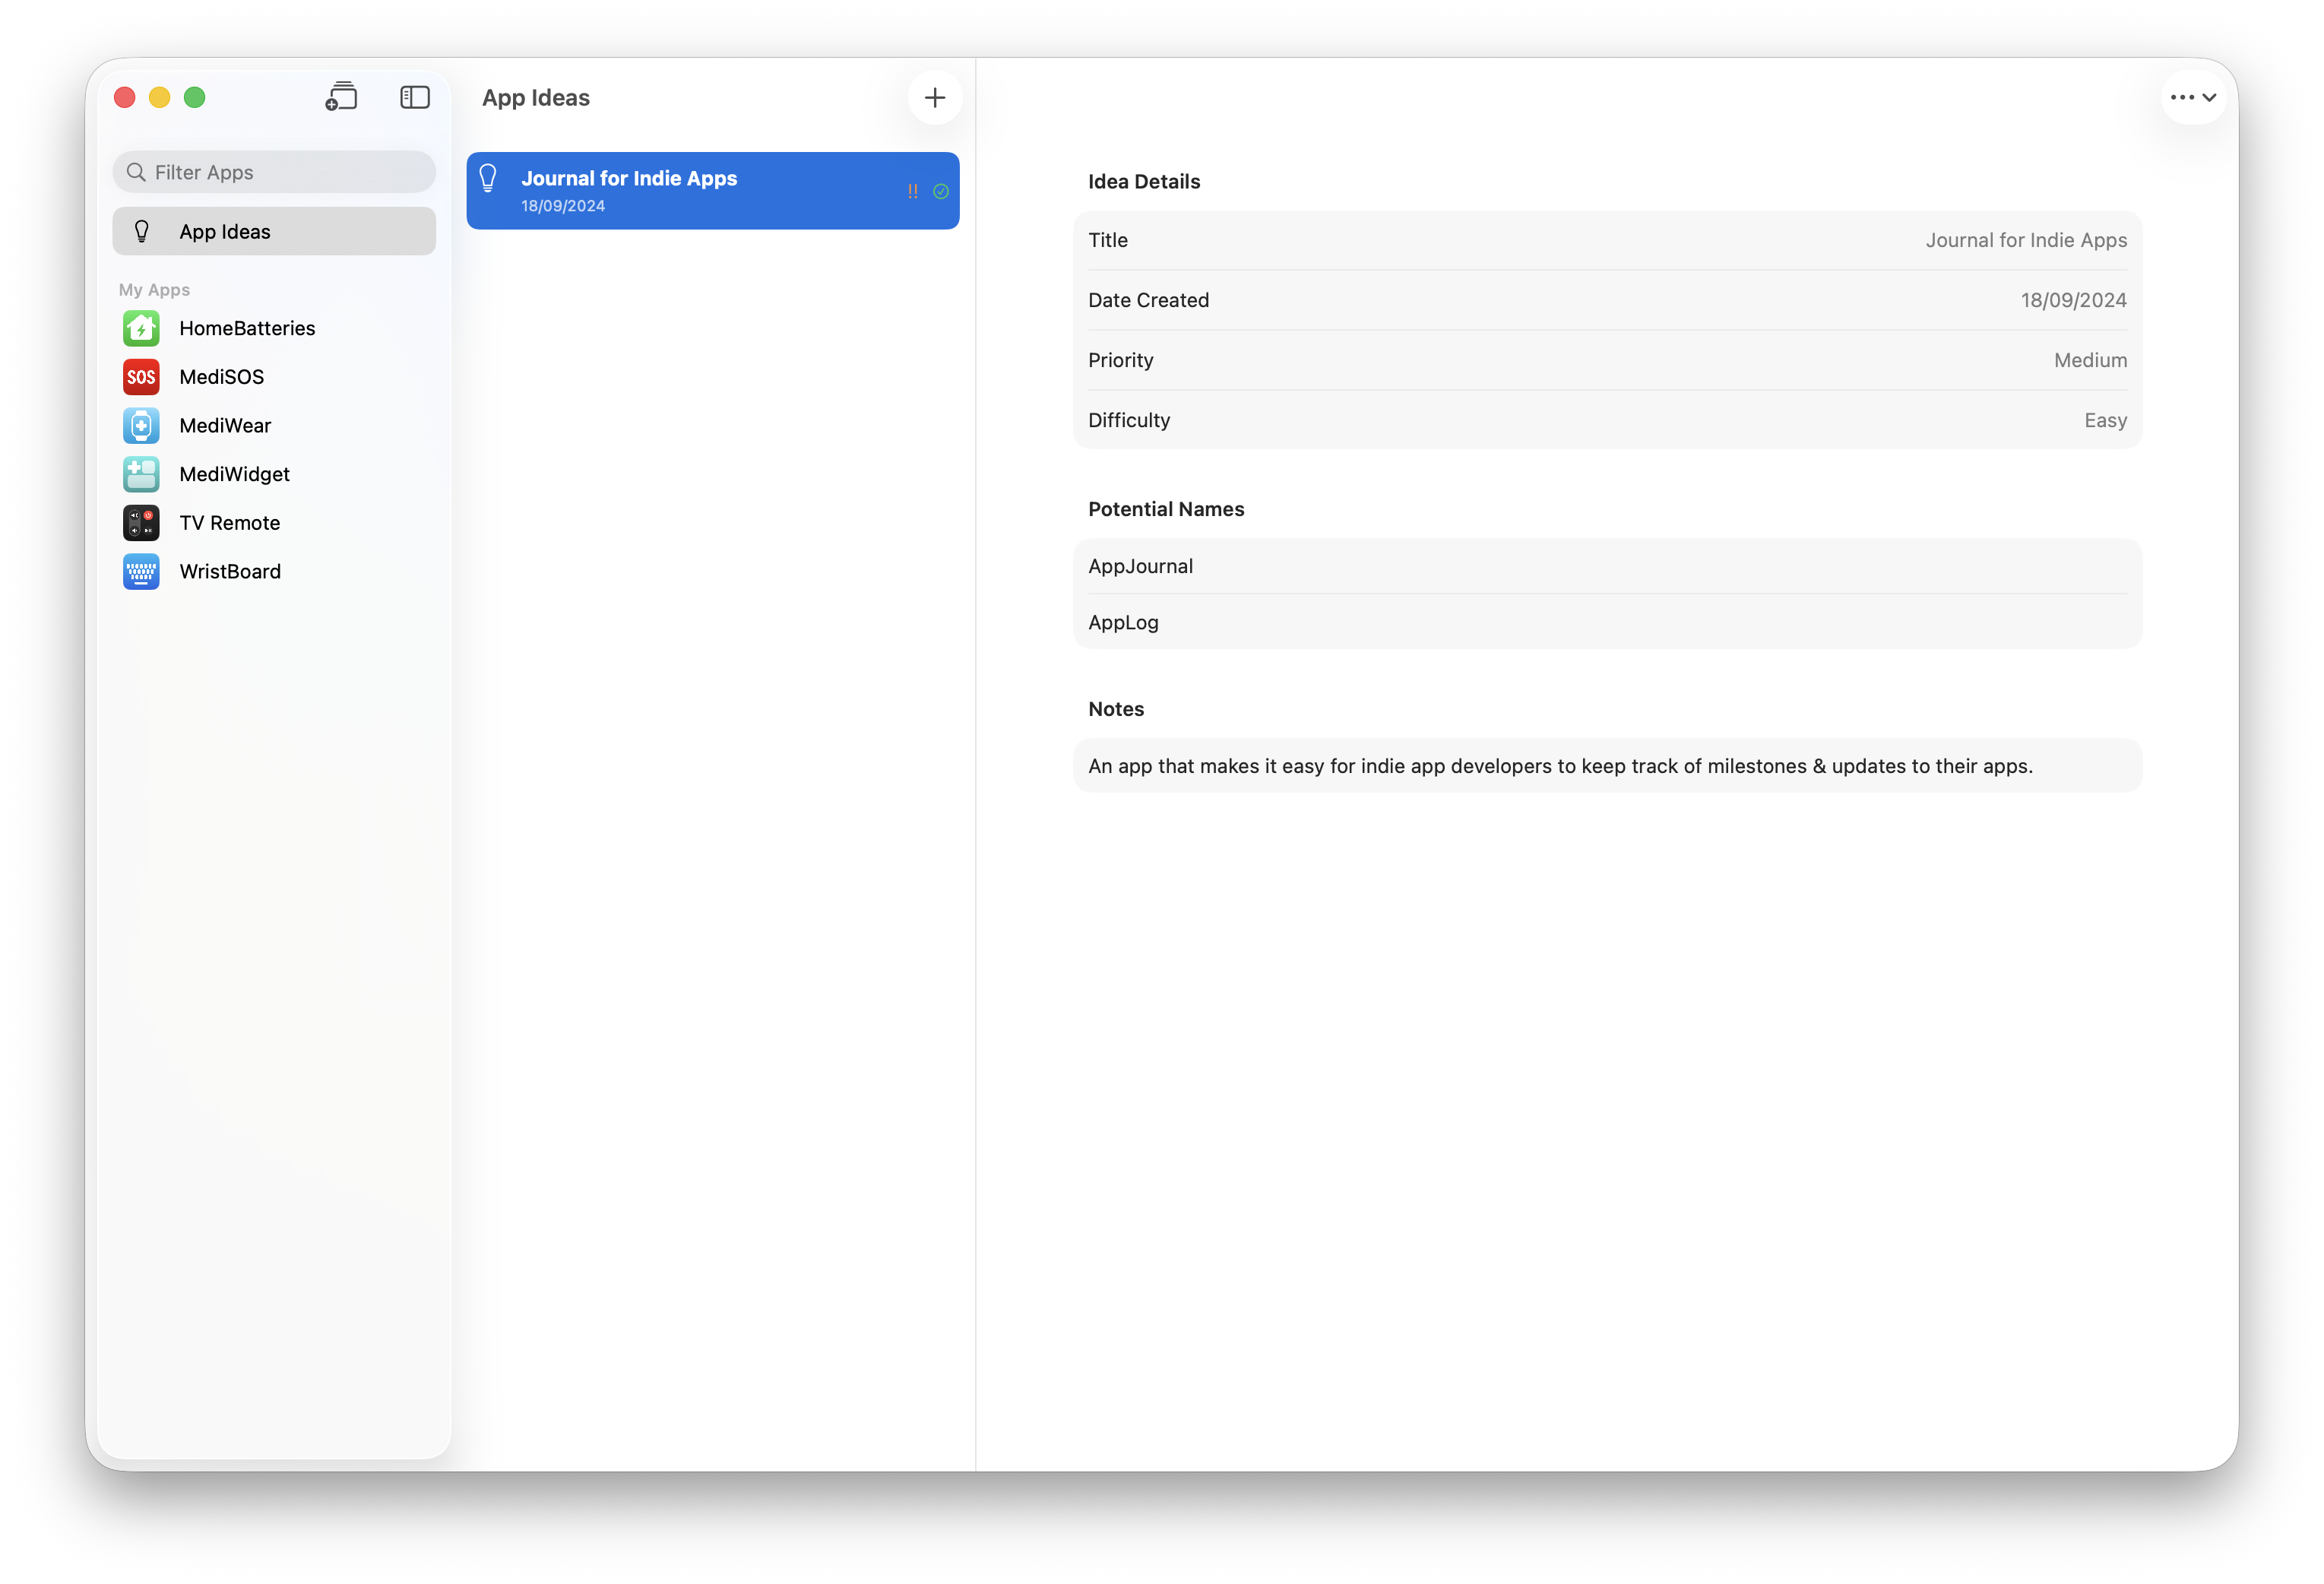 App Ideas
Filter Apps
App Ideas
My Apps
HomeBatteries
SOS
MediSOS
MediWear
MediWidget
TV Remote
WristBoard
Journal for Indie Apps
18/09/2024
!!
Idea Details
Title
Journal for Indie Apps
Date Created
18/09/2024
Priority
Medium
Difficulty
Easy
Potential Names
AppJournal
AppLog
Notes
An app that makes it easy for indie app developers to keep track of milestones & updates to their apps.